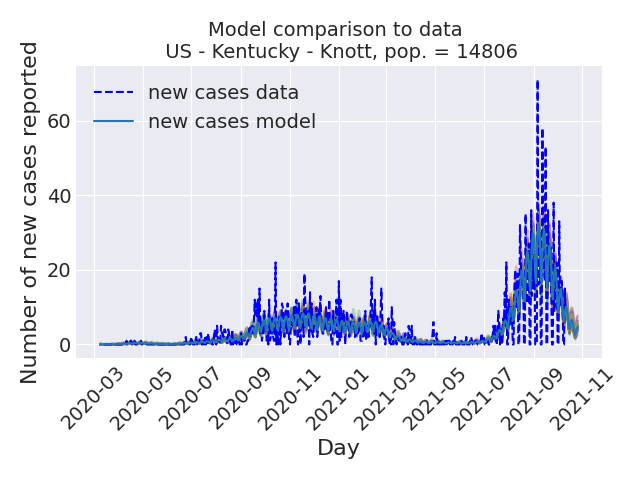 Model comparison to data
US - Kentucky - Knott, pop. = 14806
Number of new cases reported
new cases data
new cases model
60
40
20
0
2020-03
2020-05
2020-07
2020-09
2020-11
2021-01
2021-03
2021-05
2021-07
2021-09
2021-11
Day